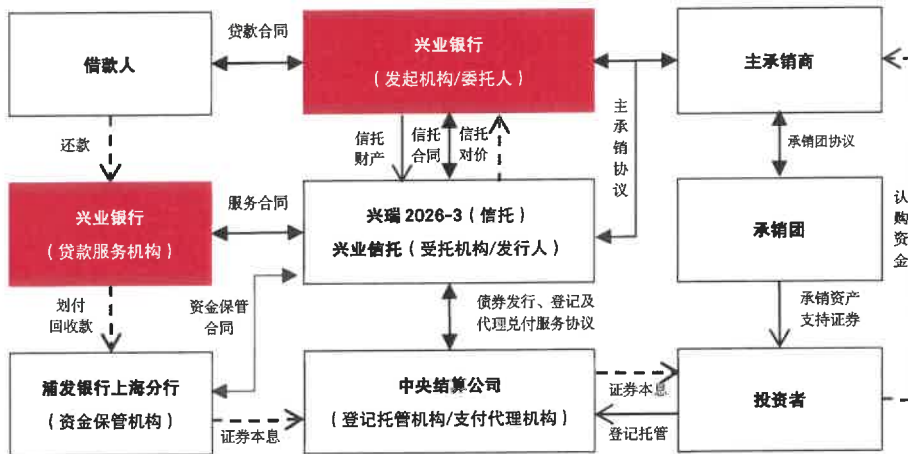 借款人
贷款合同
兴业银行
（发起机构/委托人）
主承销商
还款
信托
财产
信托
合同
信托
对价
主承销协议
承销团协议
兴业银行
（贷款服务机构）
服务合同
兴瑞 2026-3（信托）
兴业信托（受托机构/发行人）
承销团
认购资金
划付
回收款
资金保管
合同
债券发行、登记及
代理兑付服务协议
承销资产
支持证券
浦发银行上海分行
（资金保管机构）
证券本息
中央结算公司
（登记托管机构/支付代理机构）
证券本息
登记托管
投资者